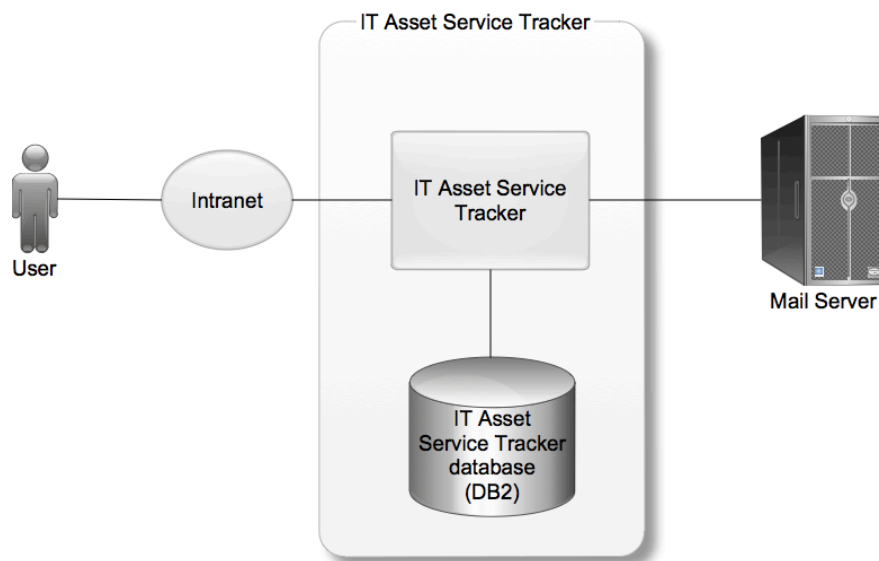 IT Asset Service Tracker
IT Asset Service
Tracker
Intranet
User
Mail Server
IT Asset
Service Tracker
database
(DB2)